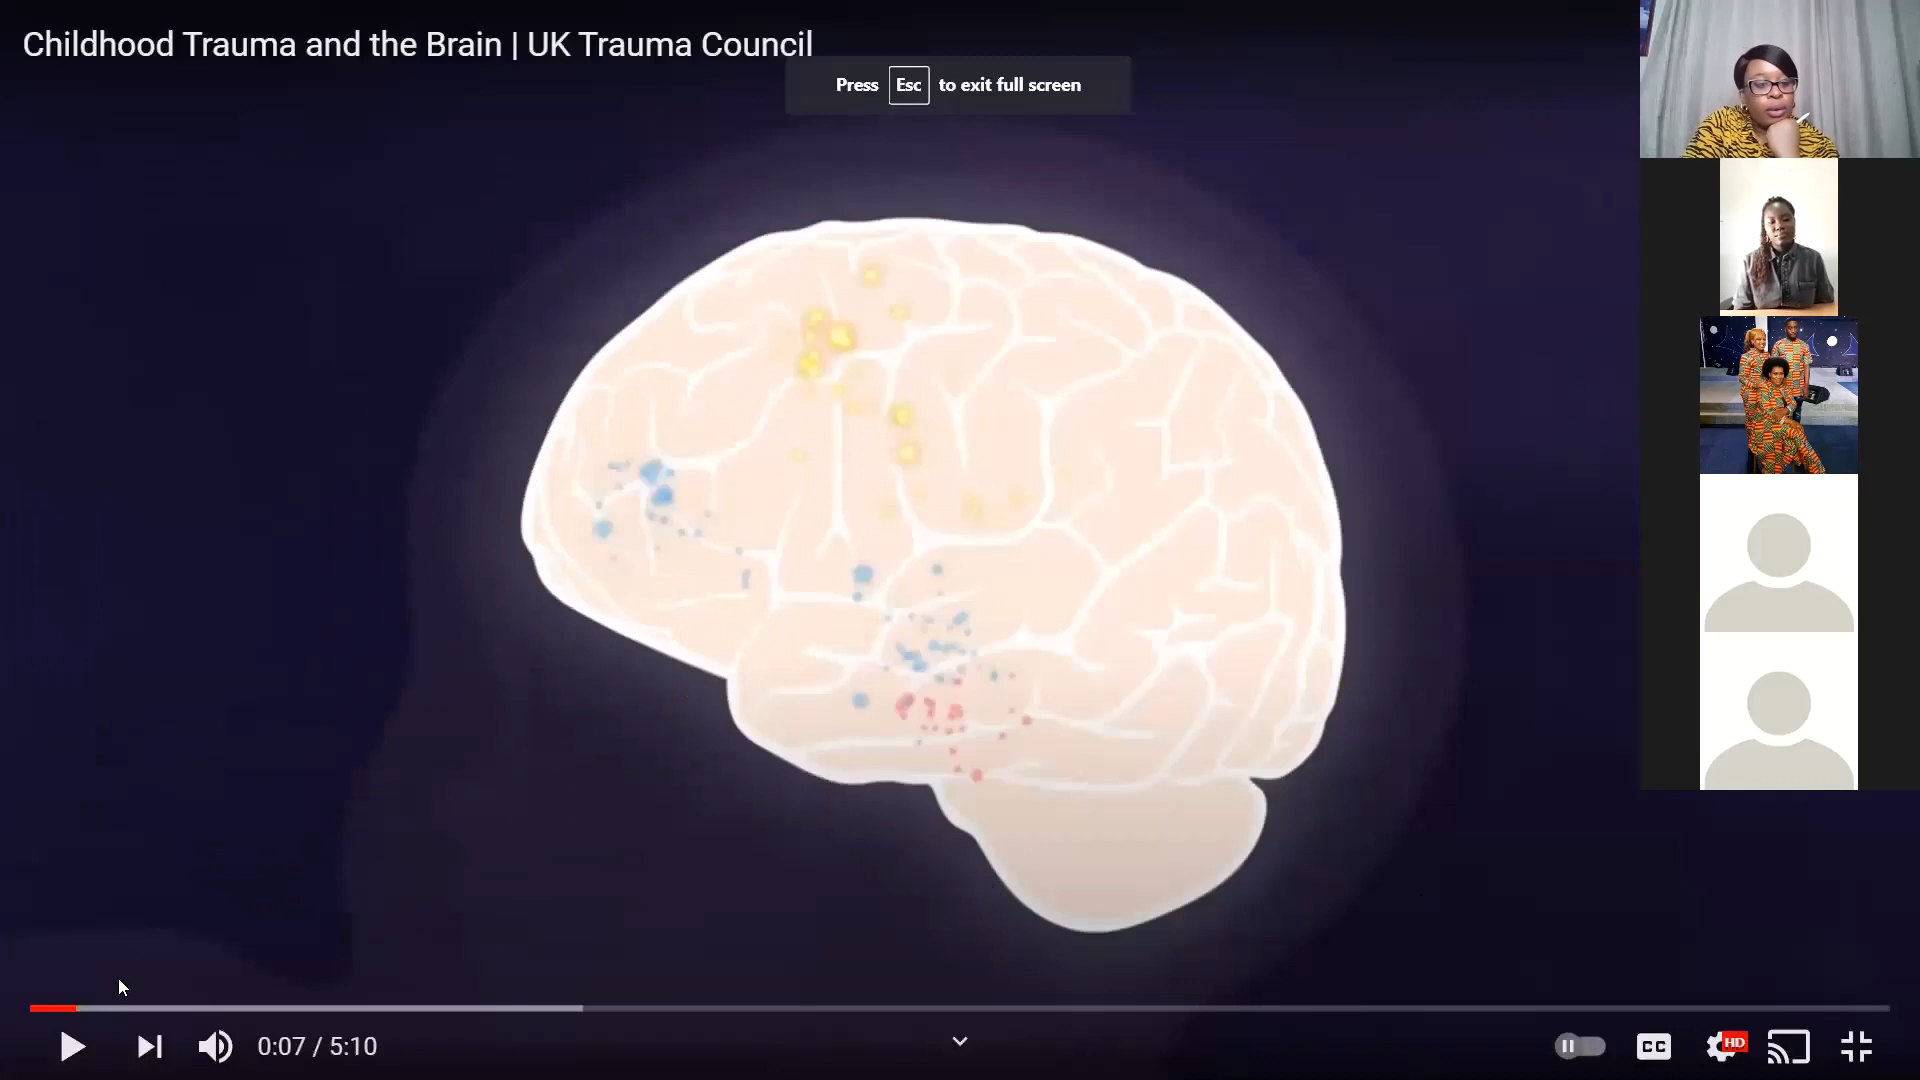 Childhood Trauma and the Brain | UK Trauma Council
Press Esc to exit full screen
0:07 / 5:10
CC
HD